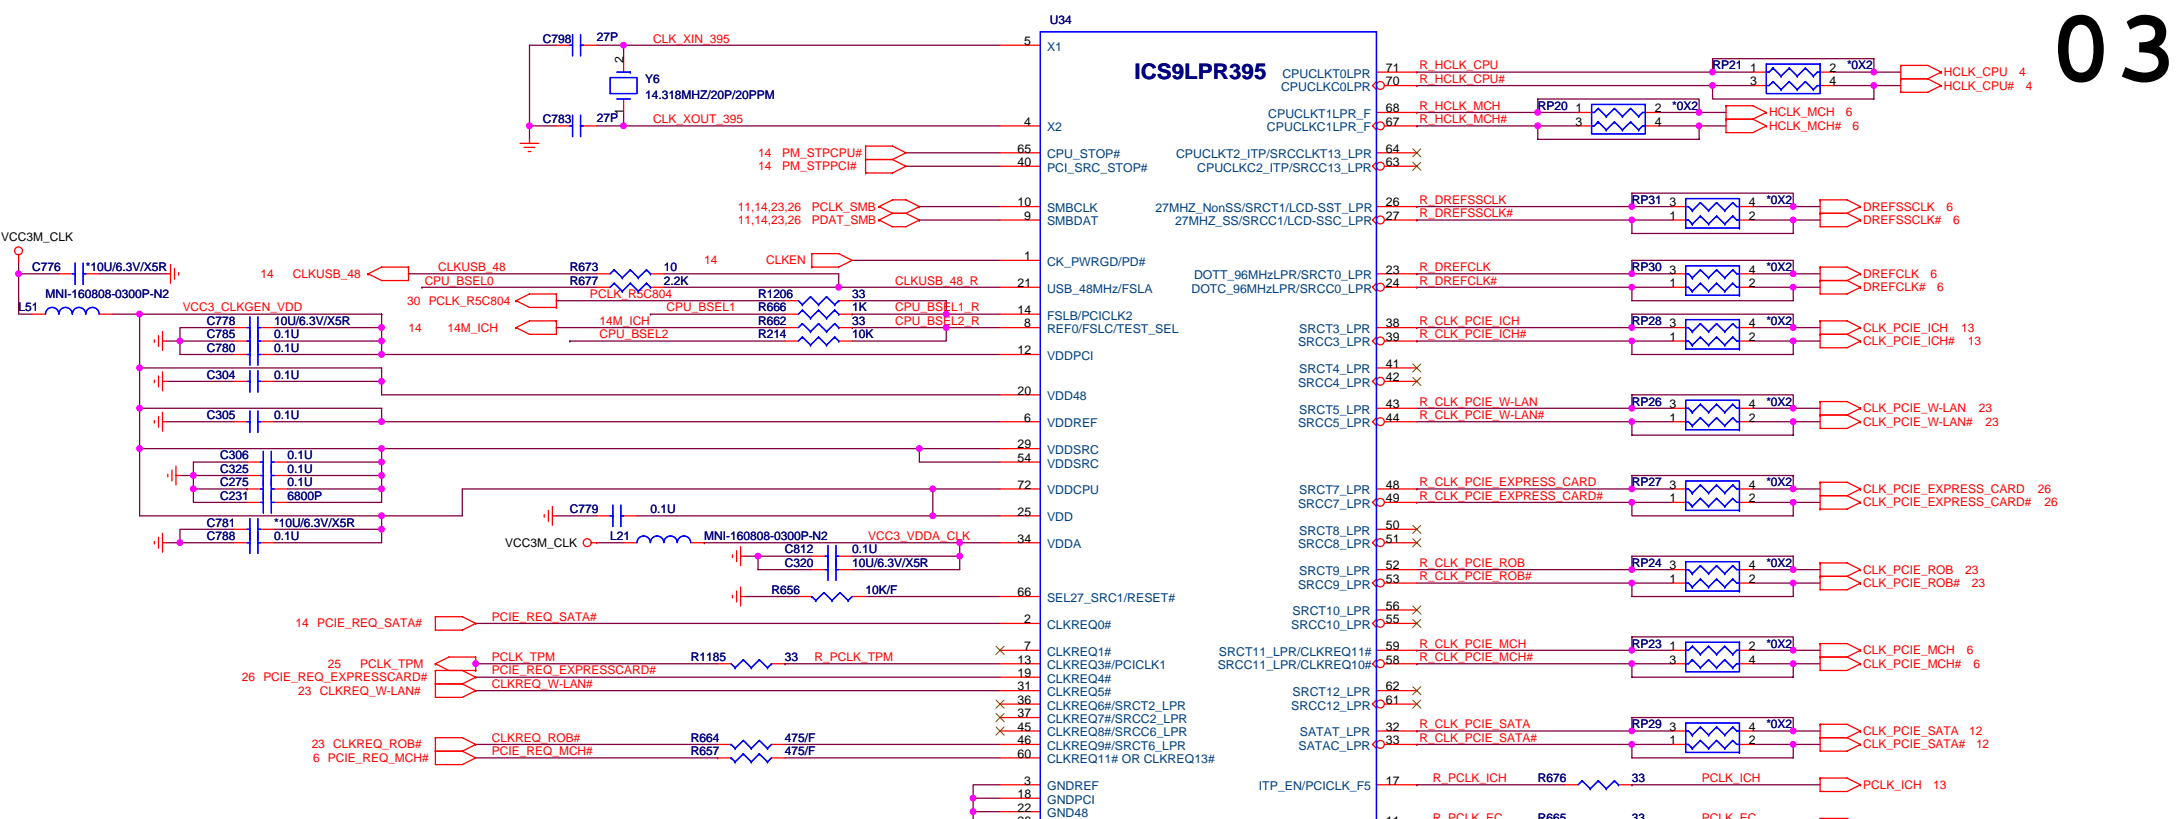 03
U34
ICS9LPR395
C798 27P CLK_XIN_395 5 X1
2
Y6
14.318MHZ/20P/20PPM
1
C783 27P CLK_XOUT_395 4 X2
14 PM_STPCPU# 65 CPU_STOP#
14 PM_STPPCI# 40 PCI_SRC_STOP#
11,14,23,26 PCLK_SMB 10 SMBCLK
11,14,23,26 PDAT_SMB 9 SMBDAT
VCC3M_CLK
C776 *10U/6.3V/X5R
L51 MNI-160808-0300P-N2
14 CLKEN 1 CK_PWRGD/PD#
14 CLKUSB_48 CLKUSB_48 R673 10
CPU_BSEL0 R677 2.2K CLKUSB_48_R 21 USB_48MHz/FSLA
30 PCLK_R5C804 PCLK_R5C804 R1206 33
CPU_BSEL1 R666 1K CPU_BSEL1_R 14 FSLB/PCICLK2
14 14M_ICH 14M_ICH R662 33 CPU_BSEL2_R 8 REF0/FSLC/TEST_SEL
CPU_BSEL2 R214 10K
VCC3_CLKGEN_VDD
C778 10U/6.3V/X5R
C785 0.1U
C780 0.1U
12 VDDPCI
C304 0.1U
20 VDD48
C305 0.1U 6 VDDREF
29 VDDSRC
C306 0.1U 54 VDDSRC
C325 0.1U
C275 0.1U 72 VDDCPU
C231 6800P
C779 0.1U 25 VDD
C781 *10U/6.3V/X5R
C788 0.1U
VCC3M_CLK L21 MNI-160808-0300P-N2 VCC3_VDDA_CLK 34 VDDA
C812 0.1U
C320 10U/6.3V/X5R
R656 10K/F 66 SEL27_SRC1/RESET#
14 PCIE_REQ_SATA# PCIE_REQ_SATA# 2 CLKREQ0#
7 CLKREQ1#
25 PCLK_TPM PCLK_TPM R1185 33 R_PCLK_TPM 13 CLKREQ3#/PCICLK1
26 PCIE_REQ_EXPRESSCARD# PCIE_REQ_EXPRESSCARD# 19 CLKREQ4#
23 CLKREQ_W-LAN# CLKREQ_W-LAN# 31 CLKREQ5#
36 CLKREQ6#/SRCT2_LPR
37 CLKREQ7#/SRCC2_LPR
45 CLKREQ8#/SRCC6_LPR
23 CLKREQ_ROB# CLKREQ_ROB# R664 475/F 46 CLKREQ9#/SRCT6_LPR
6 PCIE_REQ_MCH# PCIE_REQ_MCH# R657 475/F 60 CLKREQ11# OR CLKREQ13#
3 GNDREF
18 GNDPCI
22 GND48
CPUCLKT0LPR 71 R_HCLK_CPU RP21 1 2 *0X2 HCLK_CPU 4
CPUCLKC0LPR 70 R_HCLK_CPU# 3 4 HCLK_CPU# 4
CPUCLKT1LPR_F 68 R_HCLK_MCH RP20 1 2 *0X2 HCLK_MCH 6
CPUCLKC1LPR_F 67 R_HCLK_MCH# 3 4 HCLK_MCH# 6
CPUCLKT2_ITP/SRCCLKT13_LPR 64
CPUCLKC2_ITP/SRCC13_LPR 63
27MHZ_NonSS/SRCT1/LCD-SST_LPR 26 R_DREFSSCLK RP31 3 4 *0X2 DREFSSCLK 6
27MHZ_SS/SRCC1/LCD-SSC_LPR 27 R_DREFSSCLK# 1 2 DREFSSCLK# 6
DOTT_96MHzLPR/SRCT0_LPR 23 R_DREFCLK RP30 3 4 *0X2 DREFCLK 6
DOTC_96MHzLPR/SRCC0_LPR 24 R_DREFCLK# 1 2 DREFCLK# 6
SRCT3_LPR 38 R_CLK_PCIE_ICH RP28 3 4 *0X2 CLK_PCIE_ICH 13
SRCC3_LPR 39 R_CLK_PCIE_ICH# 1 2 CLK_PCIE_ICH# 13
SRCT4_LPR 41
SRCC4_LPR 42
SRCT5_LPR 43 R_CLK_PCIE_W-LAN RP26 3 4 *0X2 CLK_PCIE_W-LAN 23
SRCC5_LPR 44 R_CLK_PCIE_W-LAN# 1 2 CLK_PCIE_W-LAN# 23
SRCT7_LPR 48 R_CLK_PCIE_EXPRESS_CARD RP27 3 4 *0X2 CLK_PCIE_EXPRESS_CARD 26
SRCC7_LPR 49 R_CLK_PCIE_EXPRESS_CARD# 1 2 CLK_PCIE_EXPRESS_CARD# 26
SRCT8_LPR 50
SRCC8_LPR 51
SRCT9_LPR 52 R_CLK_PCIE_ROB RP24 3 4 *0X2 CLK_PCIE_ROB 23
SRCC9_LPR 53 R_CLK_PCIE_ROB# 1 2 CLK_PCIE_ROB# 23
SRCT10_LPR 56
SRCC10_LPR 55
SRCT11_LPR/CLKREQ11# 59 R_CLK_PCIE_MCH RP23 1 2 *0X2 CLK_PCIE_MCH 6
SRCC11_LPR/CLKREQ10# 58 R_CLK_PCIE_MCH# 3 4 CLK_PCIE_MCH# 6
SRCT12_LPR 62
SRCC12_LPR 61
SATAT_LPR 32 R_CLK_PCIE_SATA RP29 3 4 *0X2 CLK_PCIE_SATA 12
SATAC_LPR 33 R_CLK_PCIE_SATA# 1 2 CLK_PCIE_SATA# 12
ITP_EN/PCICLK_F5 17 R_PCLK_ICH R676 33 PCLK_ICH PCLK_ICH 13
R_PCLK_EC R665 33 PCLK_EC